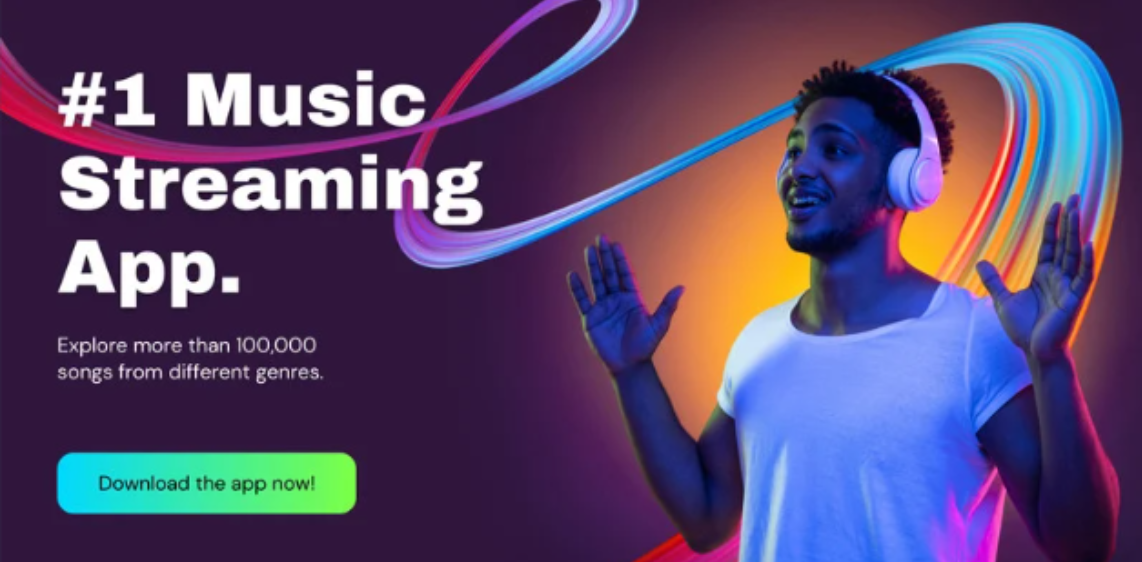 #1 Music
Streaming
App.
Explore more than 100,000
songs from different genres.
Download the app now!